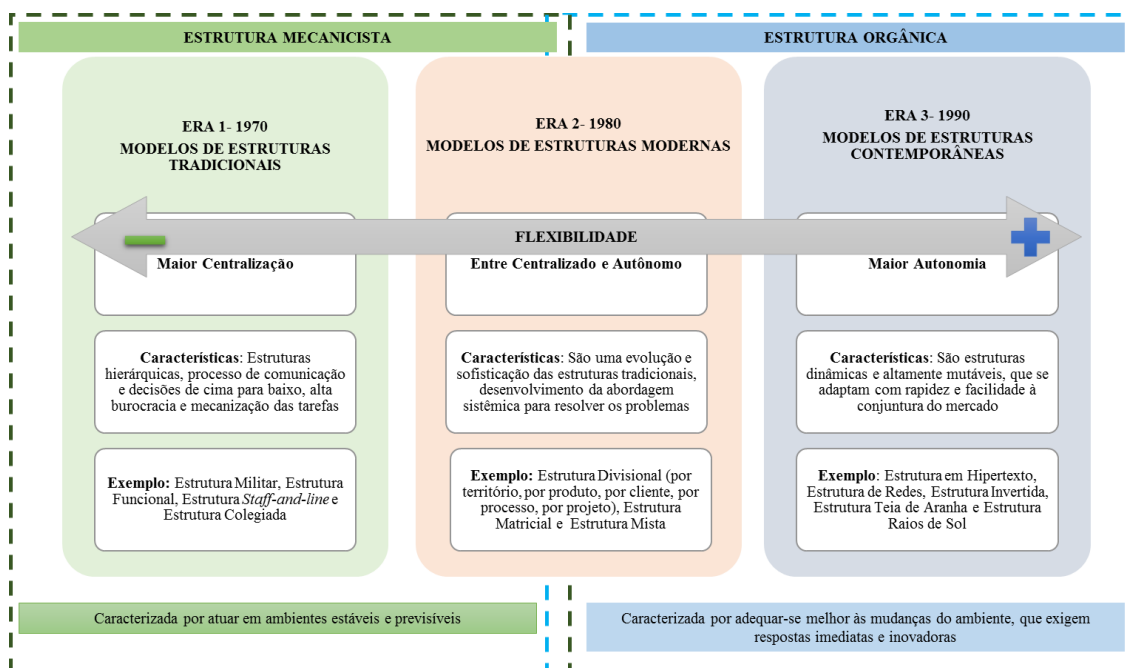 ESTRUTURA MECANICISTA
ESTRUTURA ORGÂNICA
ERA 1- 1970
MODELOS DE ESTRUTURAS
TRADICIONAIS
ERA 2- 1980
MODELOS DE ESTRUTURAS MODERNAS
ERA 3- 1990
MODELOS DE ESTRUTURAS
CONTEMPORÂNEAS
FLEXIBILIDADE
Maior Centralização
Entre Centralizado e Autônomo
Maior Autonomia
Características: Estruturas
hierárquicas, processo de comunicação
e decisões de cima para baixo, alta
burocracia e mecanização das tarefas
Características: São uma evolução e
sofisticação das estruturas tradicionais,
desenvolvimento da abordagem
sistêmica para resolver os problemas
Características: São estruturas
dinâmicas e altamente mutáveis, que se
adaptam com rapidez e facilidade à
conjuntura do mercado
Exemplo: Estrutura Militar, Estrutura
Funcional, Estrutura Staff-and-line e
Estrutura Colegiada
Exemplo: Estrutura Divisional (por
território, por produto, por cliente, por
processo, por projeto), Estrutura
Matricial e Estrutura Mista
Exemplo: Estrutura em Hipertexto,
Estrutura de Redes, Estrutura Invertida,
Estrutura Teia de Aranha e Estrutura
Raios de Sol
Caracterizada por atuar em ambientes estáveis e previsíveis
Caracterizada por adequar-se melhor às mudanças do ambiente, que exigem
respostas imediatas e inovadoras